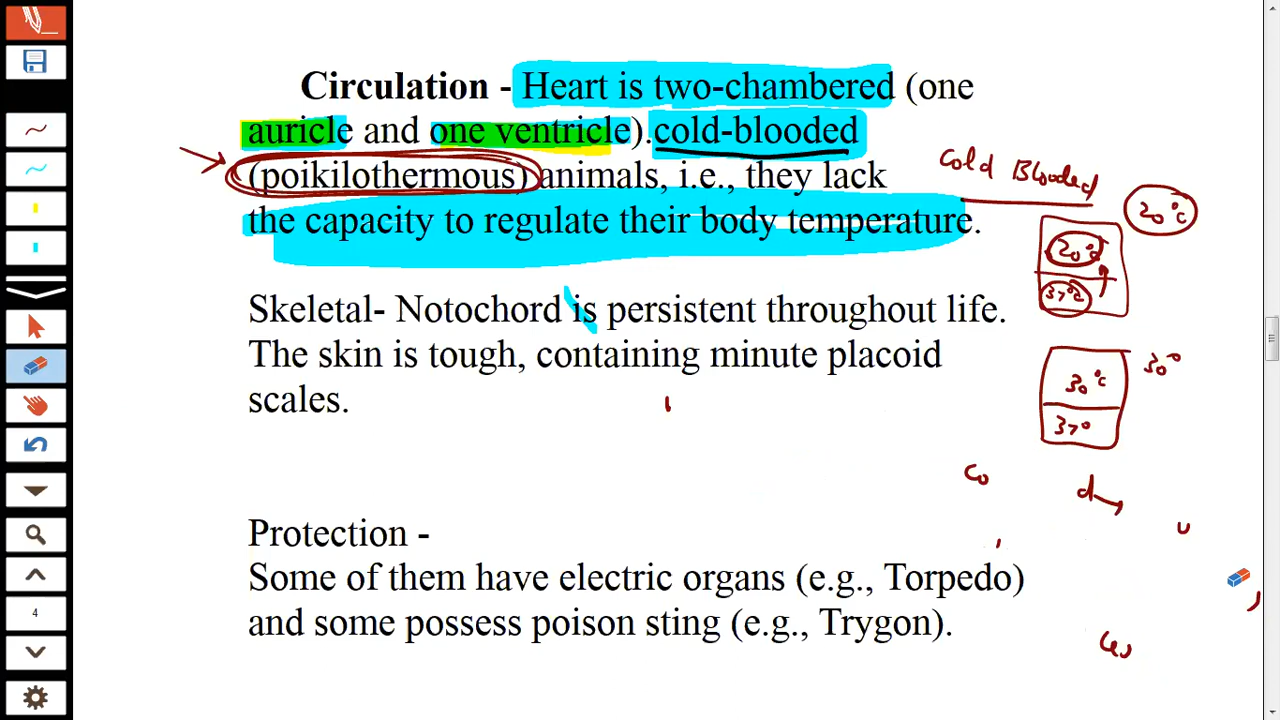 Circulation - Heart is two-chambered (one
auricle and one ventricle).cold-blooded
(poikilothermous) animals, i.e., they lack
the capacity to regulate their body temperature.
Cold Blooded
20°C
20°C
37°C
Skeletal- Notochord is persistent throughout life.
The skin is tough, containing minute placoid
scales.
30°
30°C
37°
Co
d
Protection -
Some of them have electric organs (e.g., Torpedo)
and some possess poison sting (e.g., Trygon).
4